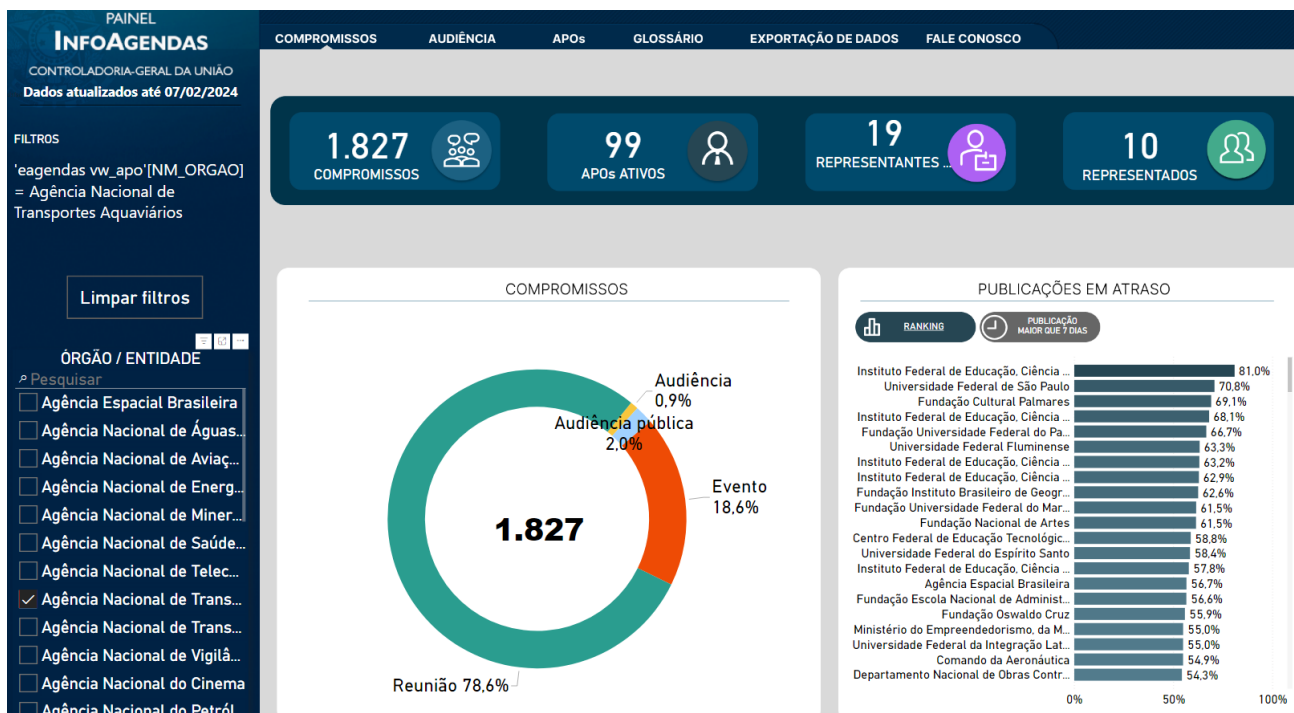 PAINEL
INFOAGENDAS
CONTROLADORIA-GERAL DA UNIÃO
Dados atualizados até 07/02/2024
FILTROS
'eagendas vw_apo'[NM_ORGAO]
= Agência Nacional de
Transportes Aquaviários
Limpar filtros
ÓRGÃO / ENTIDADE
Pesquisar
Agência Espacial Brasileira
Agência Nacional de Águas...
Agência Nacional de Aviaç...
Agência Nacional de Energ...
Agência Nacional de Miner...
Agência Nacional de Saúde...
Agência Nacional de Telec...
Agência Nacional de Trans...
Agência Nacional de Trans...
Agência Nacional de Vigilâ...
Agência Nacional do Cinema
Agência Nacional do Petról
COMPROMISSOS AUDIÊNCIA APOs GLOSSÁRIO EXPORTAÇÃO DE DADOS FALE CONOSCO
1.827
COMPROMISSOS
99
APOs ATIVOS
19
REPRESENTANTES ...
10
REPRESENTADOS
COMPROMISSOS
Audiência
0,9%
Audiência pública
2,0%
Evento
18,6%
1.827
Reunião 78,6%
PUBLICAÇÕES EM ATRASO
RANKING
PUBLICAÇÃO
MAIOR QUE 7 DIAS
Instituto Federal de Educação, Ciência ... 81,0%
Universidade Federal de São Paulo 70,8%
Fundação Cultural Palmares 69,1%
Instituto Federal de Educação, Ciência ... 68,1%
Fundação Universidade Federal do Pa... 66,7%
Universidade Federal Fluminense 63,3%
Instituto Federal de Educação, Ciência ... 63,2%
Instituto Federal de Educação, Ciência ... 62,9%
Fundação Instituto Brasileiro de Geogr... 62,6%
Fundação Universidade Federal do Mar... 61,5%
Fundação Nacional de Artes 61,5%
Centro Federal de Educação Tecnológic... 58,8%
Universidade Federal do Espírito Santo 58,4%
Instituto Federal de Educação, Ciência ... 57,8%
Agência Espacial Brasileira 56,7%
Fundação Escola Nacional de Administ... 56,6%
Fundação Oswaldo Cruz 55,9%
Ministério do Empreendedorismo, da M... 55,0%
Universidade Federal da Integração Lat... 55,0%
Comando da Aeronáutica 54,9%
Departamento Nacional de Obras Contr... 54,3%
0% 50% 100%